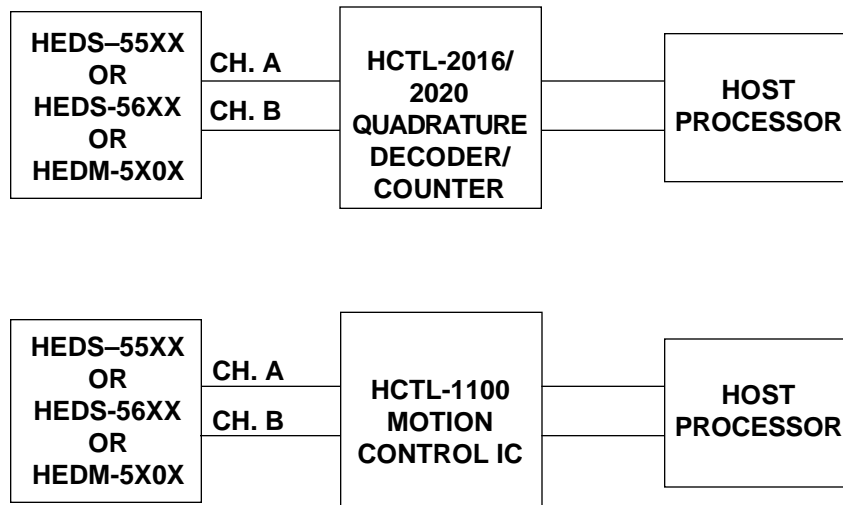 HEDS–55XX
OR
HEDS-56XX
OR
HEDM-5X0X
CH. A
CH. B
HCTL-2016/
2020
QUADRATURE
DECODER/
COUNTER
HOST
PROCESSOR
HEDS–55XX
OR
HEDS-56XX
OR
HEDM-5X0X
CH. A
CH. B
HCTL-1100
MOTION
CONTROL IC
HOST
PROCESSOR